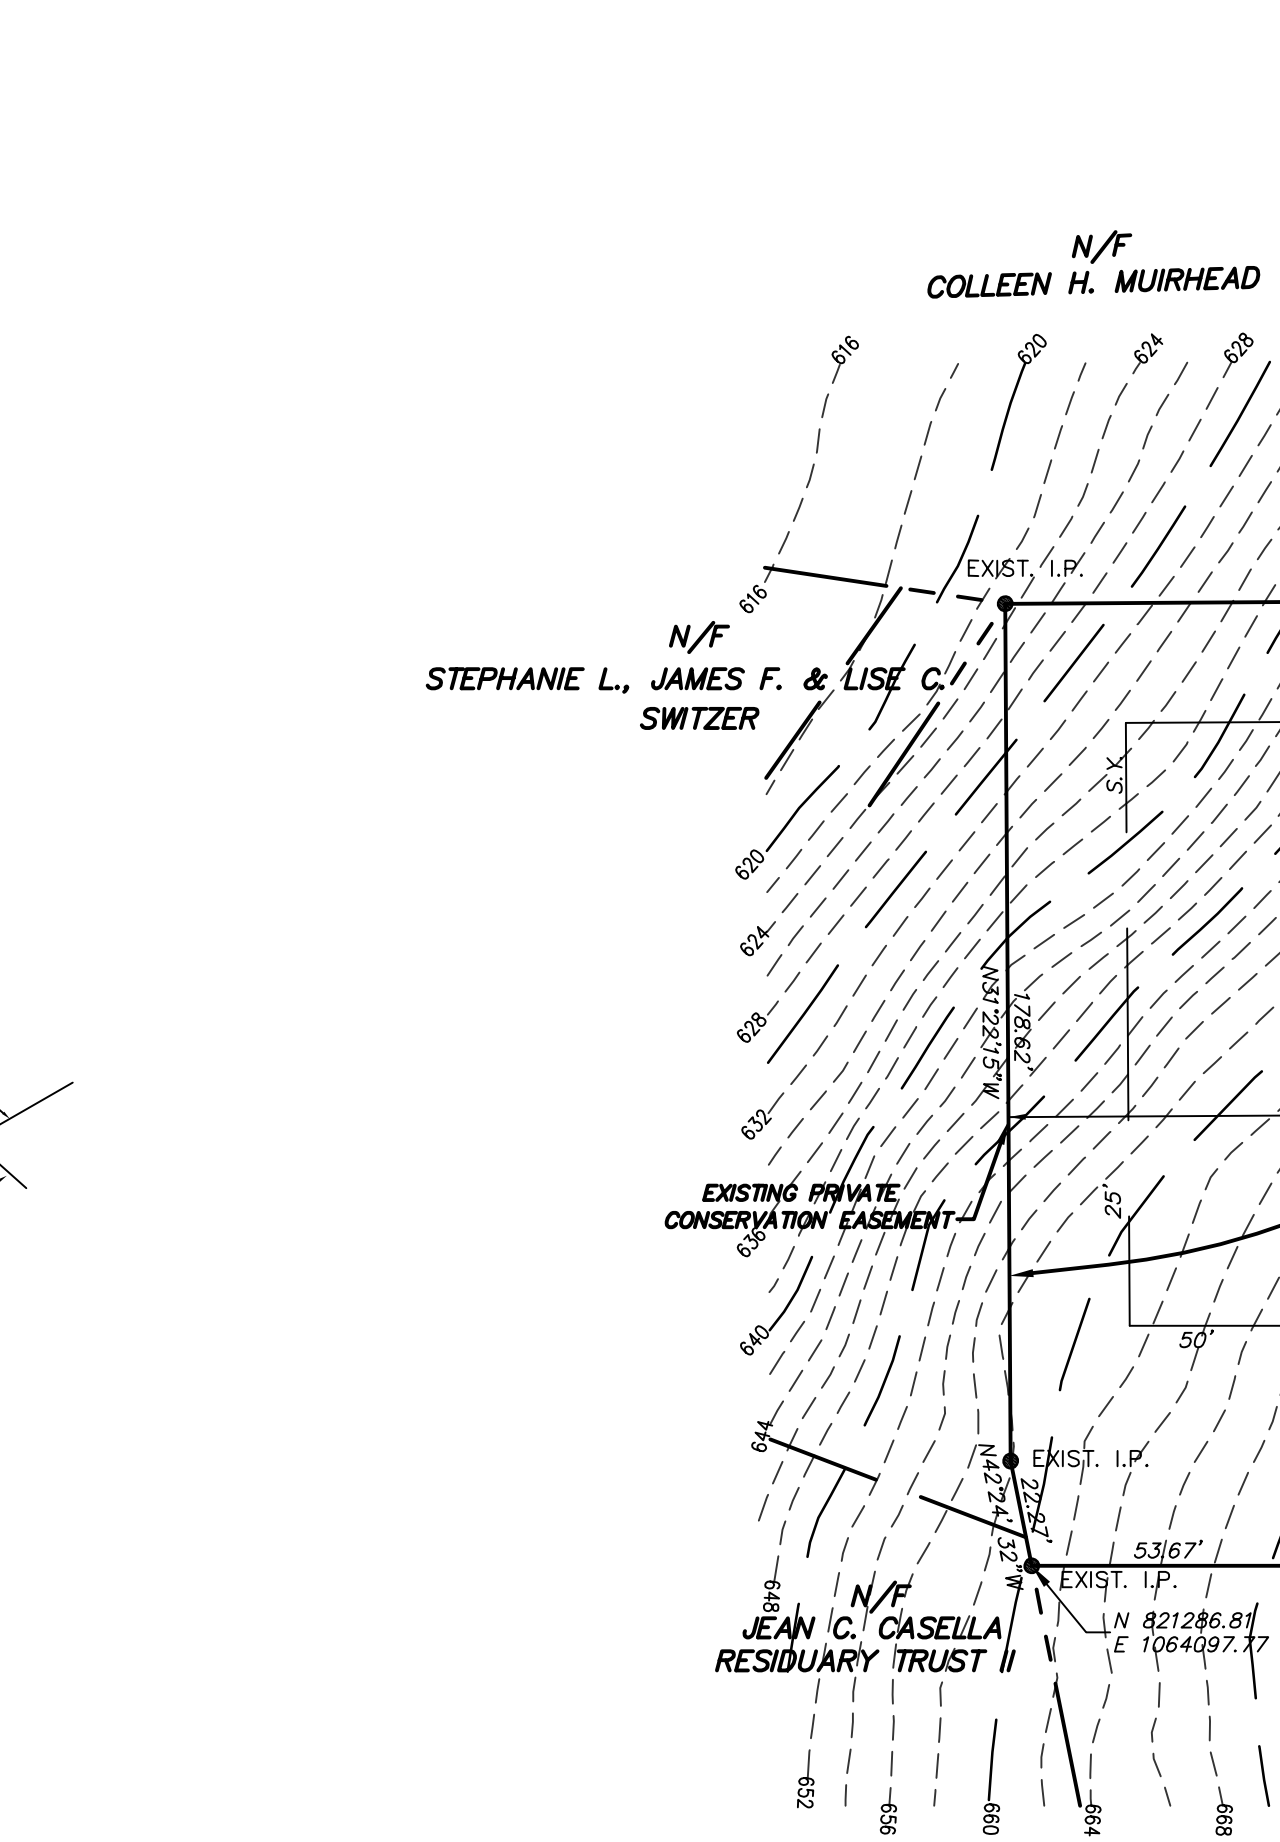 N/F
COLLEEN H. MUIRHEAD
616
620
624
628
EXIST. I.P.
616
N/F
STEPHANIE L., JAMES F. & LISE C.
SWITZER
S.Y.
620
624
N31°22'15"W
178.62'
628
632
EXISTING PRIVATE
CONSERVATION EASEMENT
25'
636
640
50'
644
EXIST. I.P.
N42°24'32"W
22.27'
53.67'
EXIST. I.P.
648
N/F
JEAN C. CASELLA
RESIDUARY TRUST II
N 821286.81
E 1064097.77
652
656
660
664
668